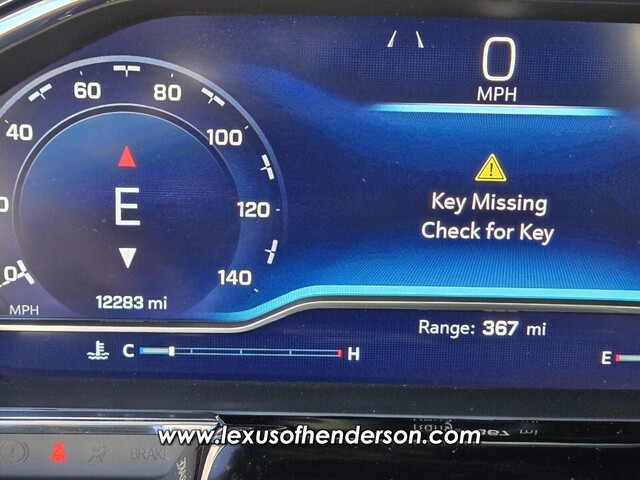 0
MPH
60
80
40
100
120
140
E
12283 mi
MPH
Key Missing
Check for Key
Range: 367 mi
C
H
E
www.lexusofhenderson.com